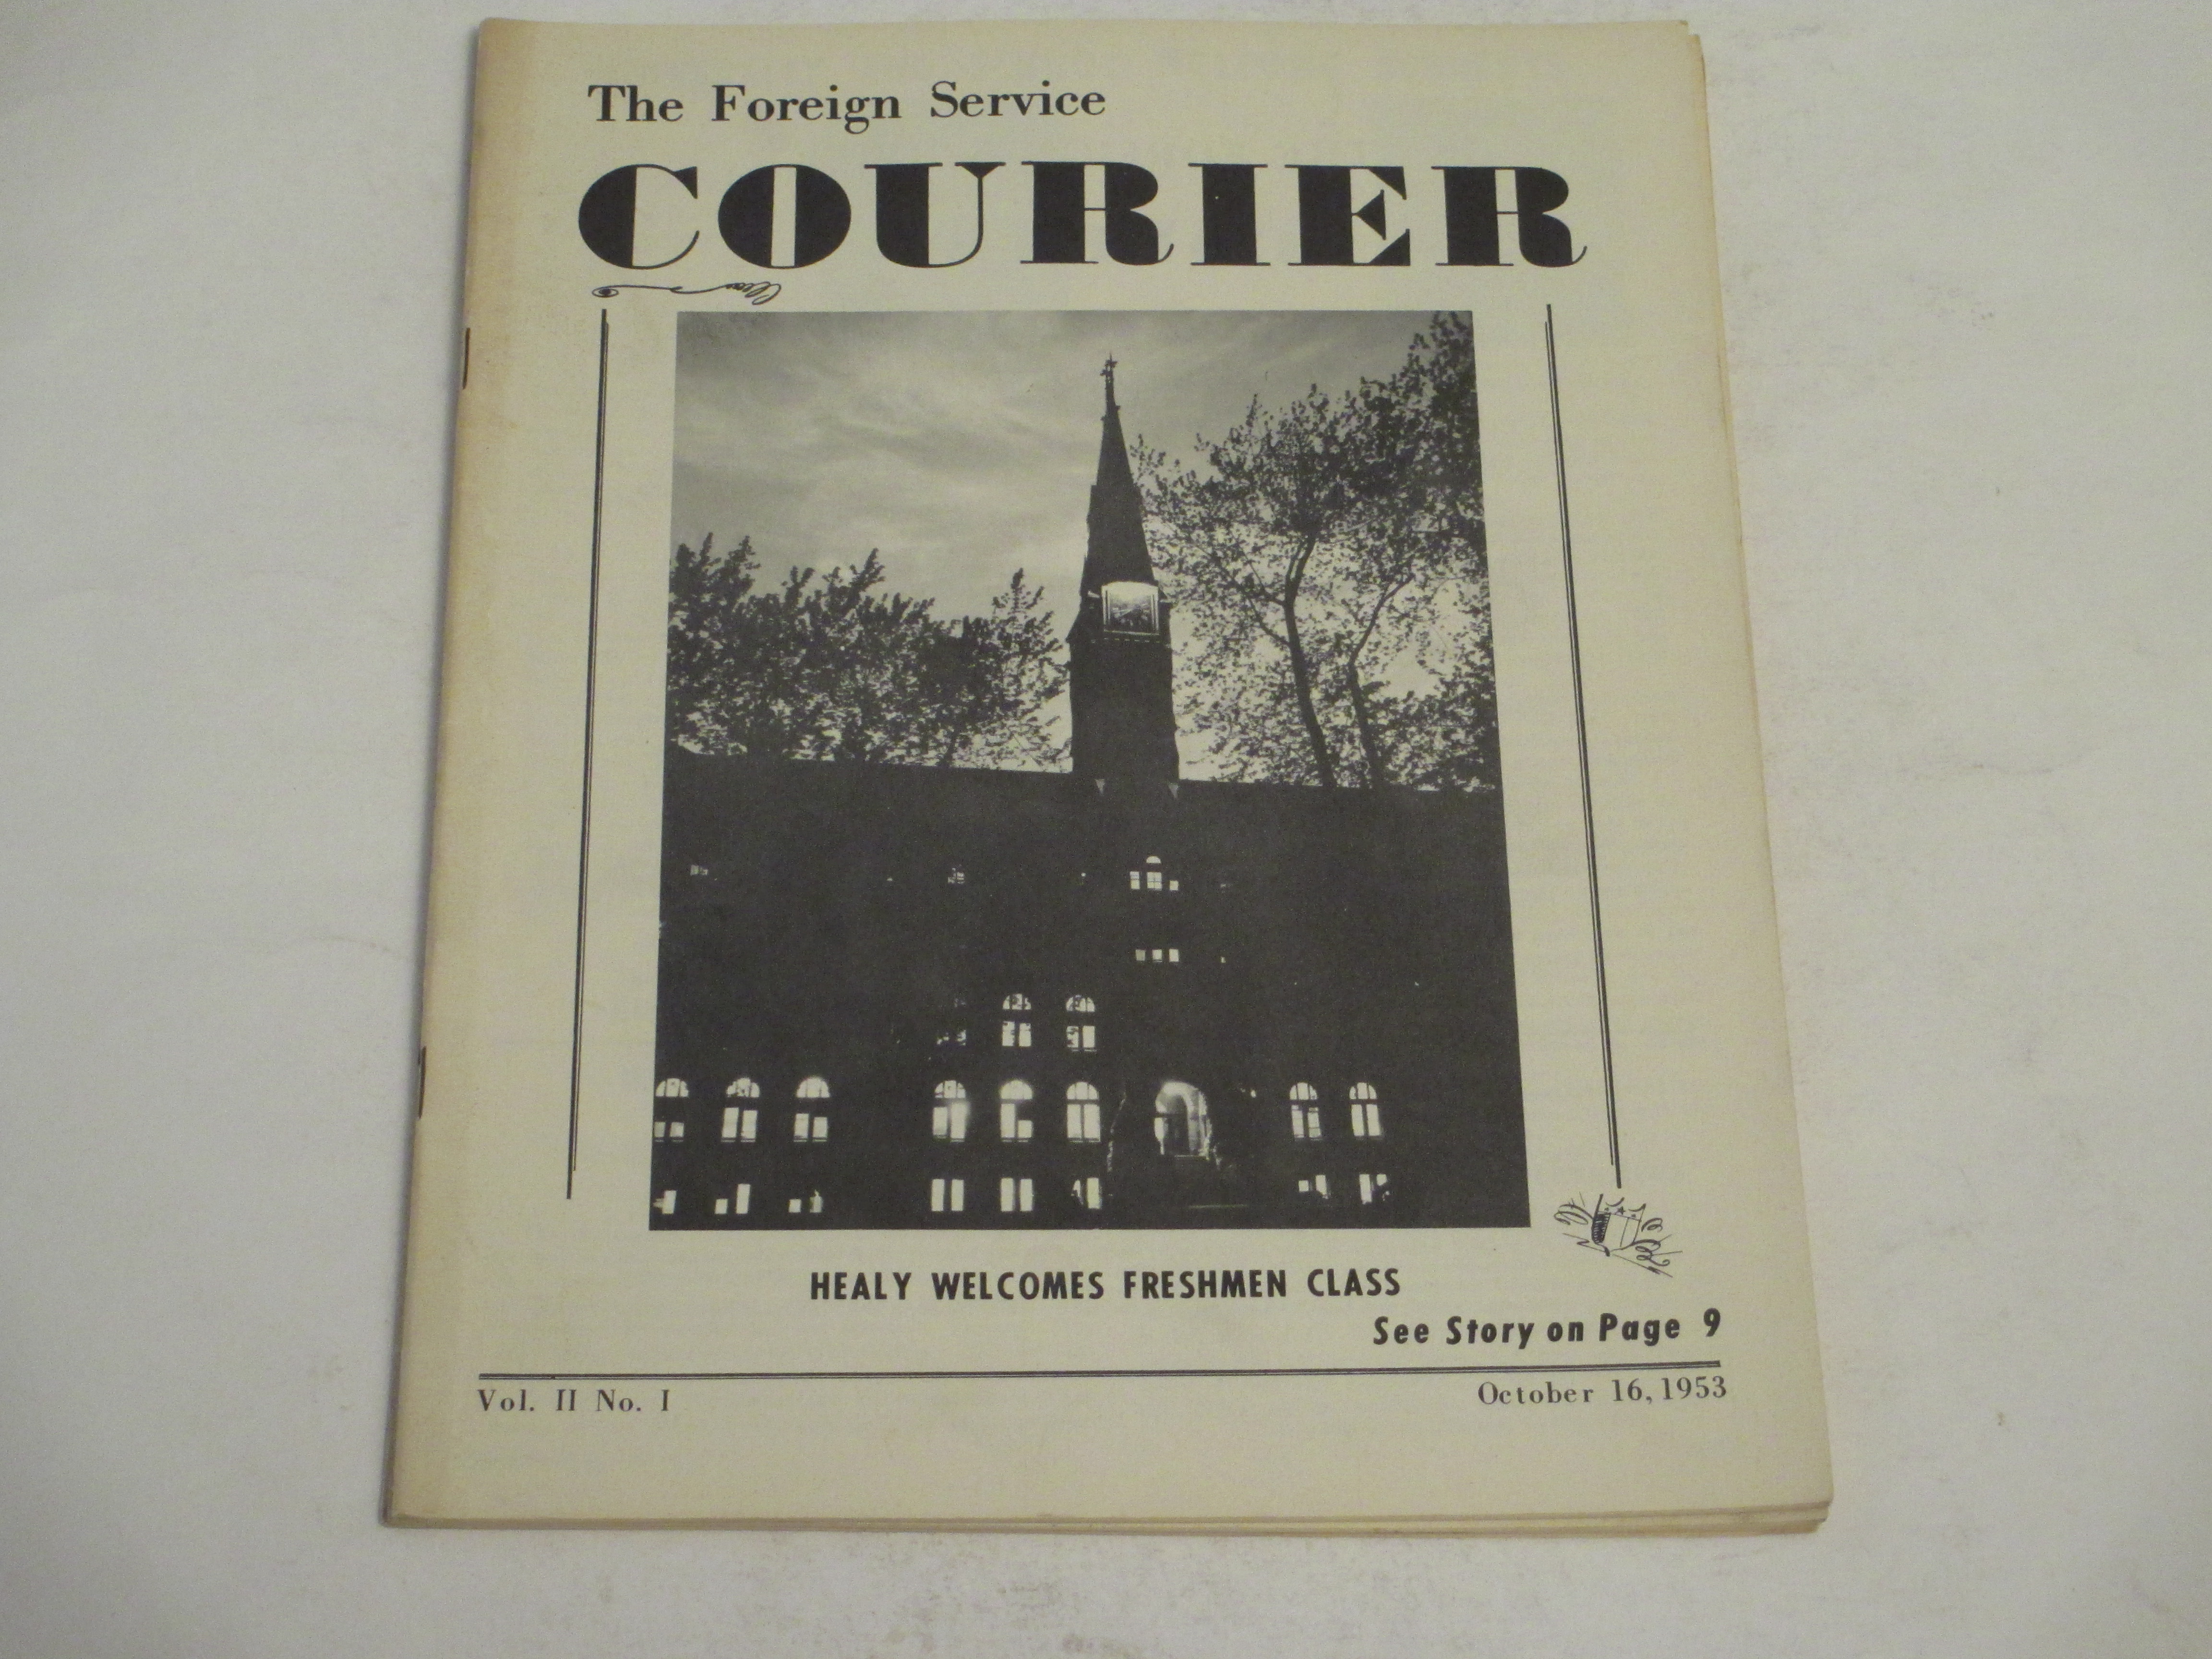 The Foreign Service
COURIER
HEALY WELCOMES FRESHMEN CLASS
See Story on Page 9
Vol. II No. I
October 16, 1953